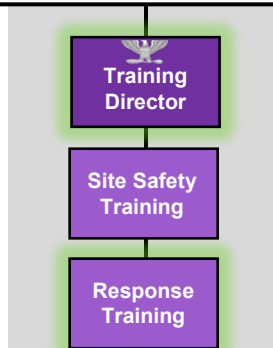 Training
Director
Site Safety
Training
Response
Training